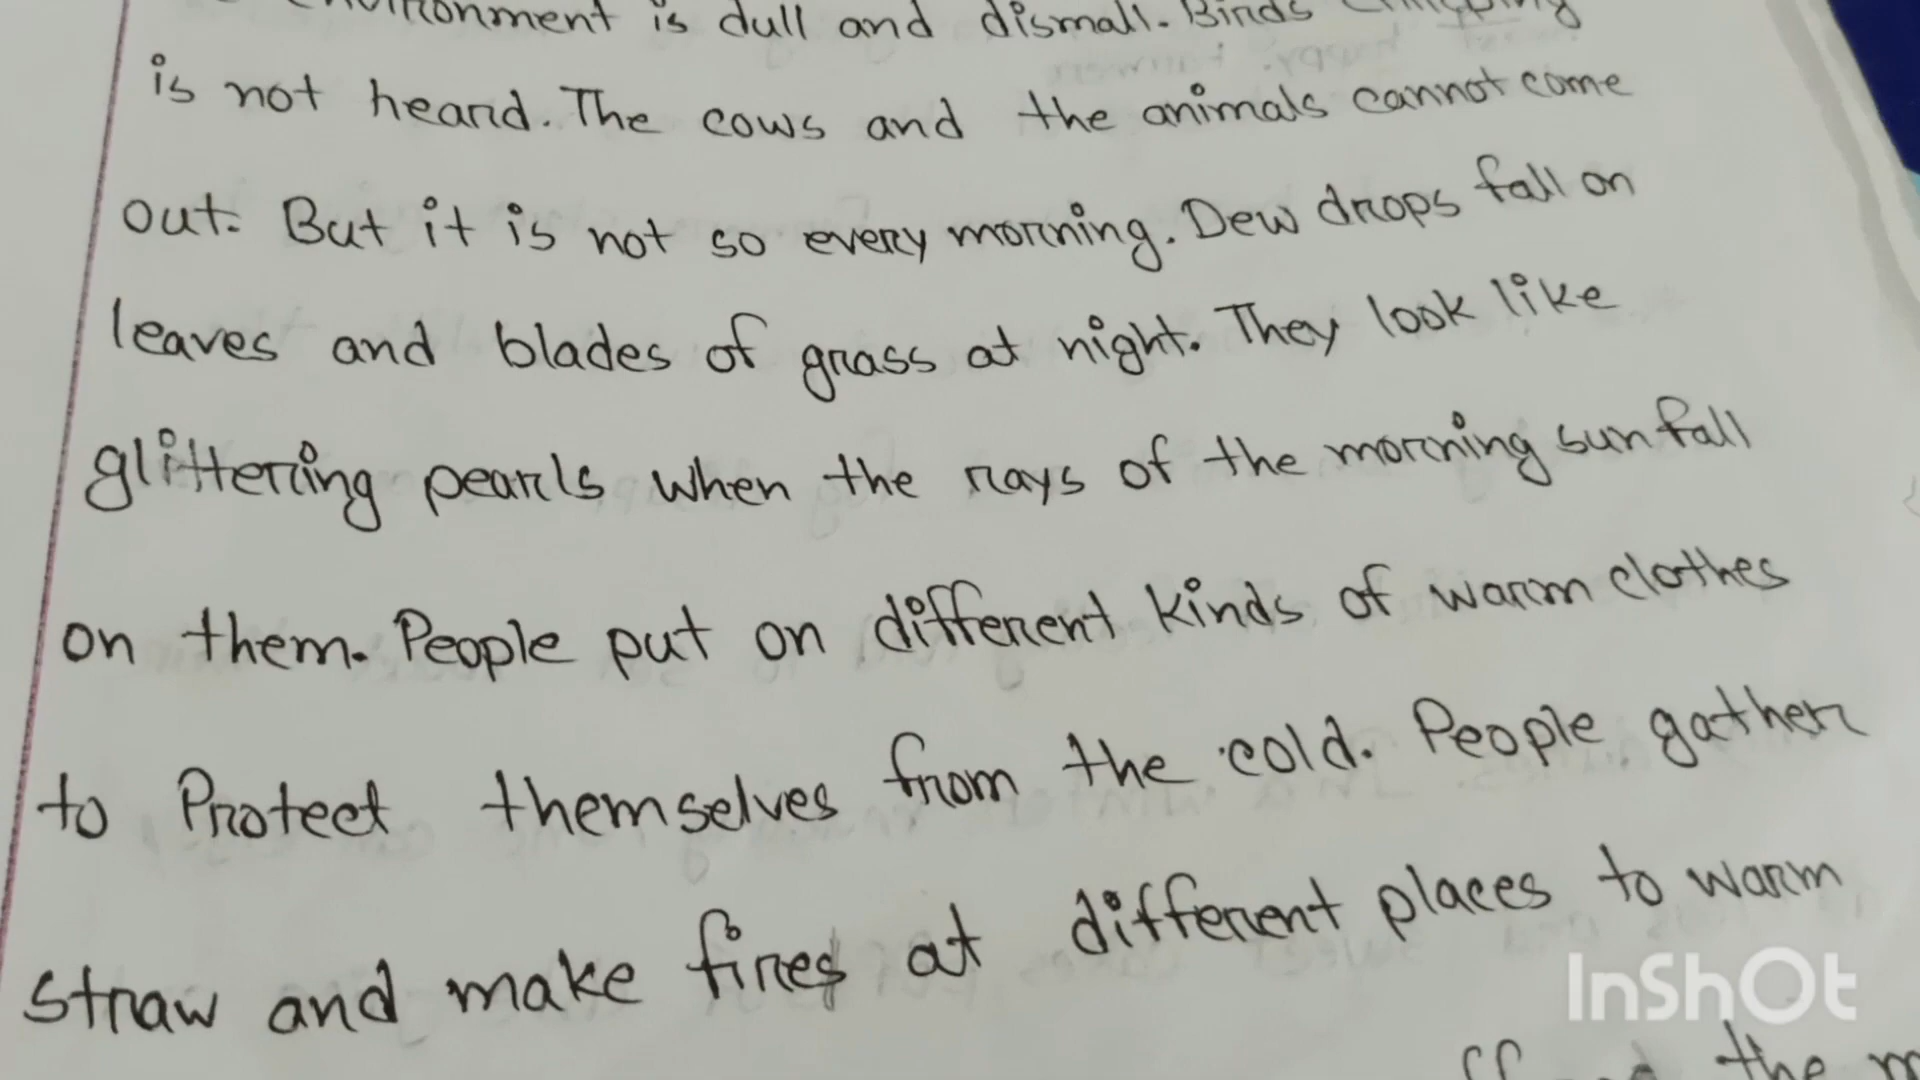 environment is dull and dismall. Birds chirping
is not heard. The cows and the animals cannot come
out. But it is not so every morning. Dew drops fall on
leaves and blades of grass at night. They look like
glittering pearls when the rays of the morning sun fall
on them. People put on different kinds of warm clothes
to Protect themselves from the cold. People gather
straw and make fires at different places to warm
InShOt
the